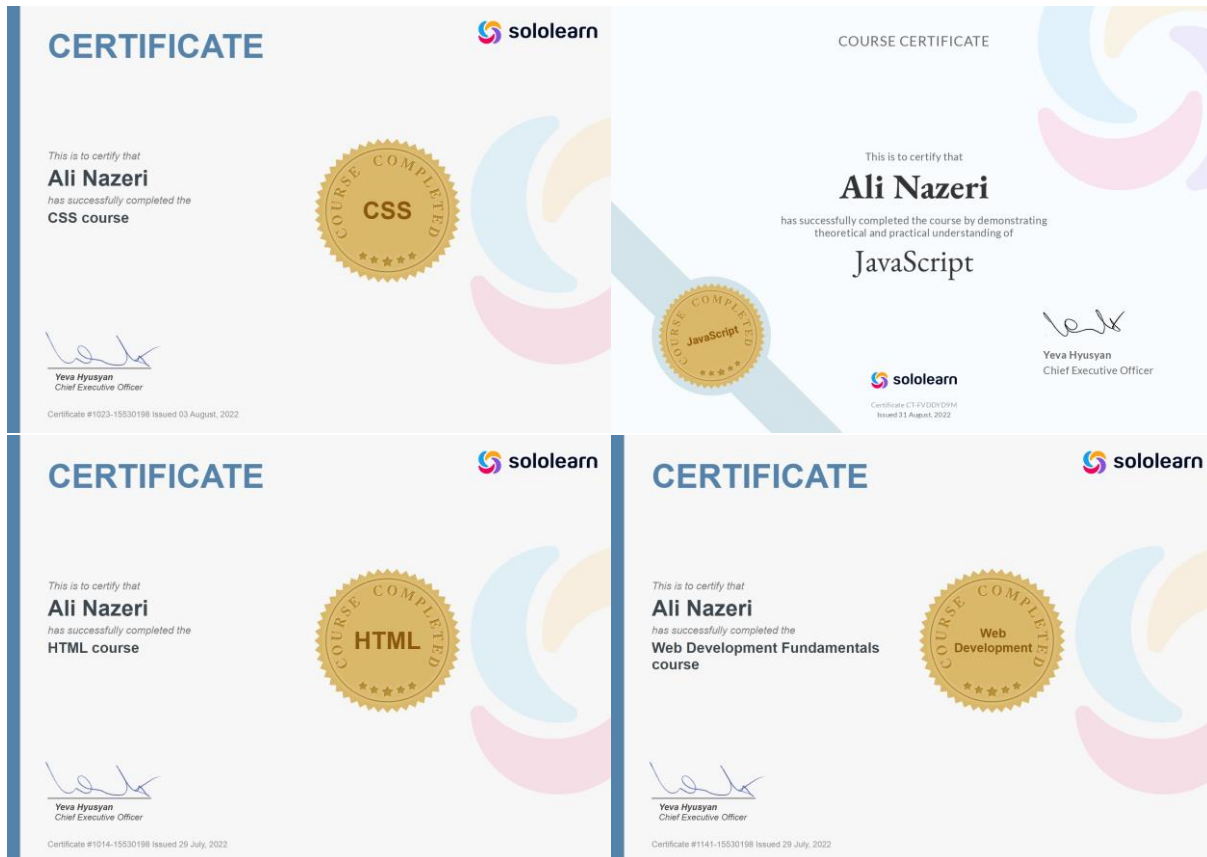 CERTIFICATE
sololearn
This is to certify that
Ali Nazeri
has successfully completed the
CSS course
COURSE COMPLETED
CSS
Yeva Hyusyan
Chief Executive Officer
Certificate #1023-15530198 Issued 03 August, 2022
COURSE CERTIFICATE
This is to certify that
Ali Nazeri
has successfully completed the course by demonstrating
theoretical and practical understanding of
JavaScript
COURSE COMPLETED
JavaScript
sololearn
Certificate CT-FVDDYD9M
Issued 31 August, 2022
Yeva Hyusyan
Chief Executive Officer
CERTIFICATE
sololearn
This is to certify that
Ali Nazeri
has successfully completed the
HTML course
COURSE COMPLETED
HTML
Yeva Hyusyan
Chief Executive Officer
Certificate #1014-15530198 Issued 29 July, 2022
CERTIFICATE
sololearn
This is to certify that
Ali Nazeri
has successfully completed the
Web Development Fundamentals
course
COURSE COMPLETED
Web
Development
Yeva Hyusyan
Chief Executive Officer
Certificate #1141-15530198 Issued 29 July, 2022